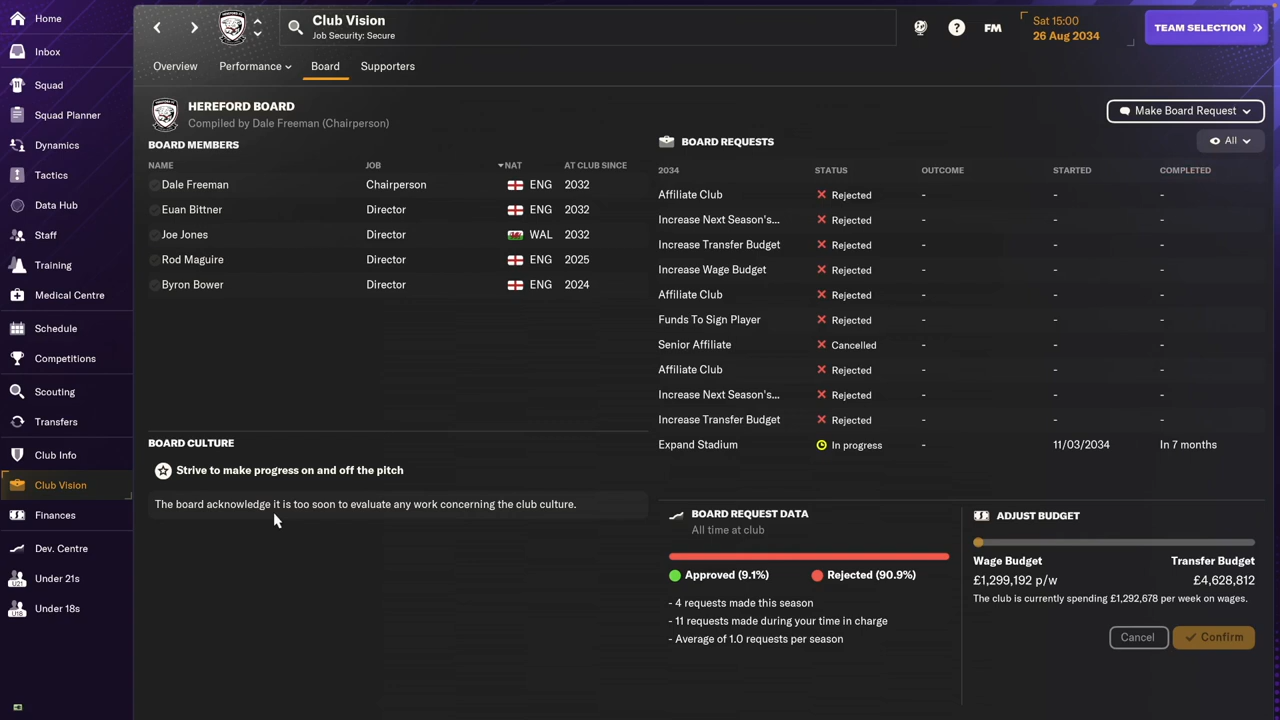 Home
Inbox
Squad
Squad Planner
Dynamics
Tactics
Data Hub
Staff
Training
Medical Centre
Schedule
Competitions
Scouting
Transfers
Club Info
Club Vision
Finances
Dev. Centre
Under 21s
Under 18s
Club Vision
Job Security: Secure
FM
Sat 15:00
26 Aug 2034
TEAM SELECTION
Overview Performance Board Supporters
HEREFORD BOARD
Compiled by Dale Freeman (Chairperson)
Make Board Request
BOARD MEMBERS
NAME JOB NAT AT CLUB SINCE
Dale Freeman Chairperson ENG 2032
Euan Bittner Director ENG 2032
Joe Jones Director WAL 2032
Rod Maguire Director ENG 2025
Byron Bower Director ENG 2024
BOARD CULTURE
Strive to make progress on and off the pitch
The board acknowledge it is too soon to evaluate any work concerning the club culture.
BOARD REQUESTS
All
2034 STATUS OUTCOME STARTED COMPLETED
Affiliate Club Rejected - - -
Increase Next Season's... Rejected - - -
Increase Transfer Budget Rejected - - -
Increase Wage Budget Rejected - - -
Affiliate Club Rejected - - -
Funds To Sign Player Rejected - - -
Senior Affiliate Cancelled - - -
Affiliate Club Rejected - - -
Increase Next Season's... Rejected - - -
Increase Transfer Budget Rejected - - -
Expand Stadium In progress - 11/03/2034 In 7 months
BOARD REQUEST DATA
All time at club
Approved (9.1%) Rejected (90.9%)
- 4 requests made this season
- 11 requests made during your time in charge
- Average of 1.0 requests per season
ADJUST BUDGET
Wage Budget Transfer Budget
£1,299,192 p/w £4,628,812
The club is currently spending £1,292,678 per week on wages.
Cancel Confirm